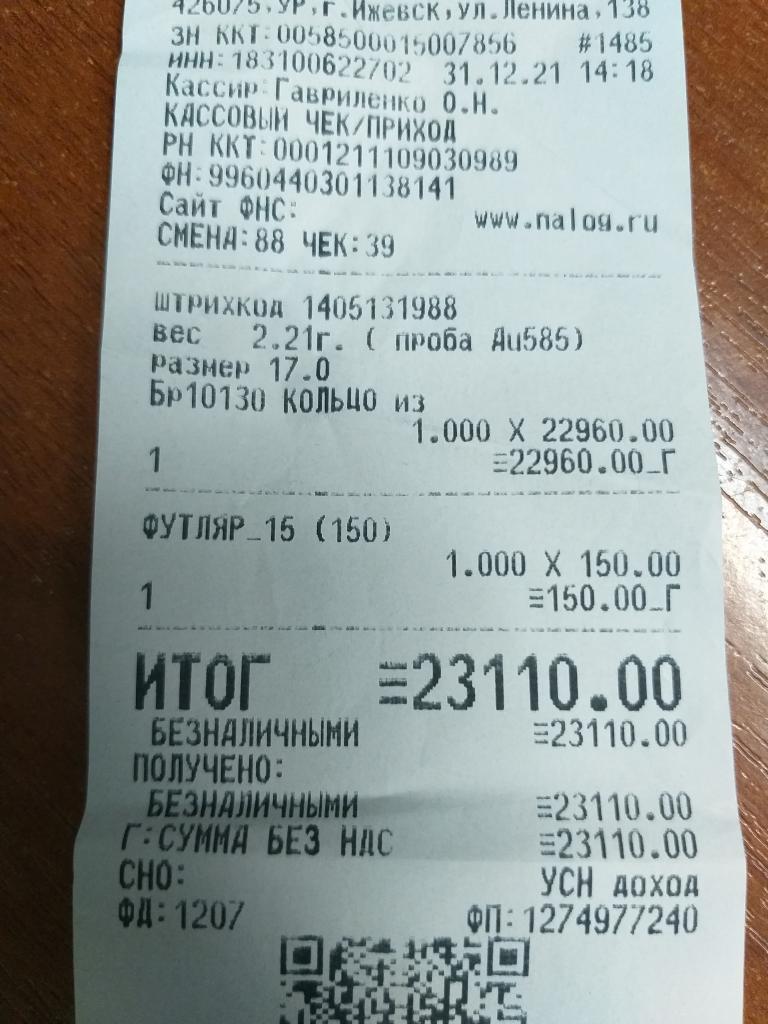 426075,УР,г.Ижевск,ул.Ленина,138
ЗН ККТ:0058500015007856 #1485
ИНН:183100622702 31.12.21 14:18
Кассир:Гавриленко О.Н.
КАССОВЫЙ ЧЕК/ПРИХОД
РН ККТ:0001211109030989
ФН:9960440301138141
Сайт ФНС: www.nalog.ru
СМЕНА:88 ЧЕК:39
штрихкод 1405131988
вес 2.21г. ( проба Au585)
размер 17.0
Бр10130 КОЛЬЦО из
1.000 X 22960.00
1 =22960.00_Г
ФУТЛЯР_15 (150)
1.000 X 150.00
1 =150.00_Г
ИТОГ =23110.00
БЕЗНАЛИЧНЫМИ =23110.00
ПОЛУЧЕНО:
БЕЗНАЛИЧНЫМИ =23110.00
Г:СУММА БЕЗ НДС =23110.00
СНО: УСН доход
ФД:1207 ФП:1274977240